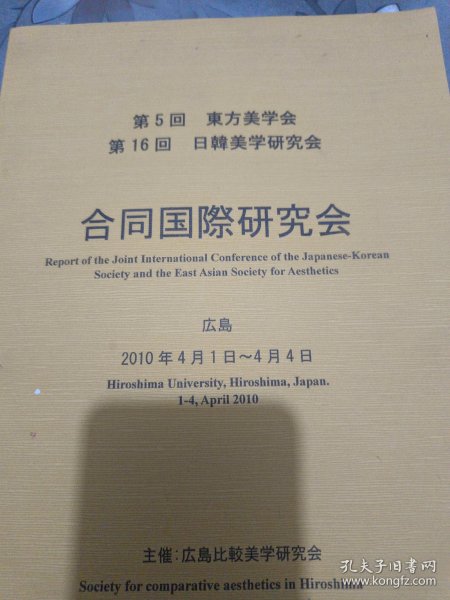 第5回 東方美学会
第16回 日韓美学研究会
合同国際研究会
Report of the Joint International Conference of the Japanese-Korean
Society and the East Asian Society for Aesthetics
広島
2010年4月1日～4月4日
Hiroshima University, Hiroshima, Japan.
1-4, April 2010
主催:広島比較美学研究会
Society for comparative aesthetics in Hiroshima
孔夫子旧书网
www.kongfz.com